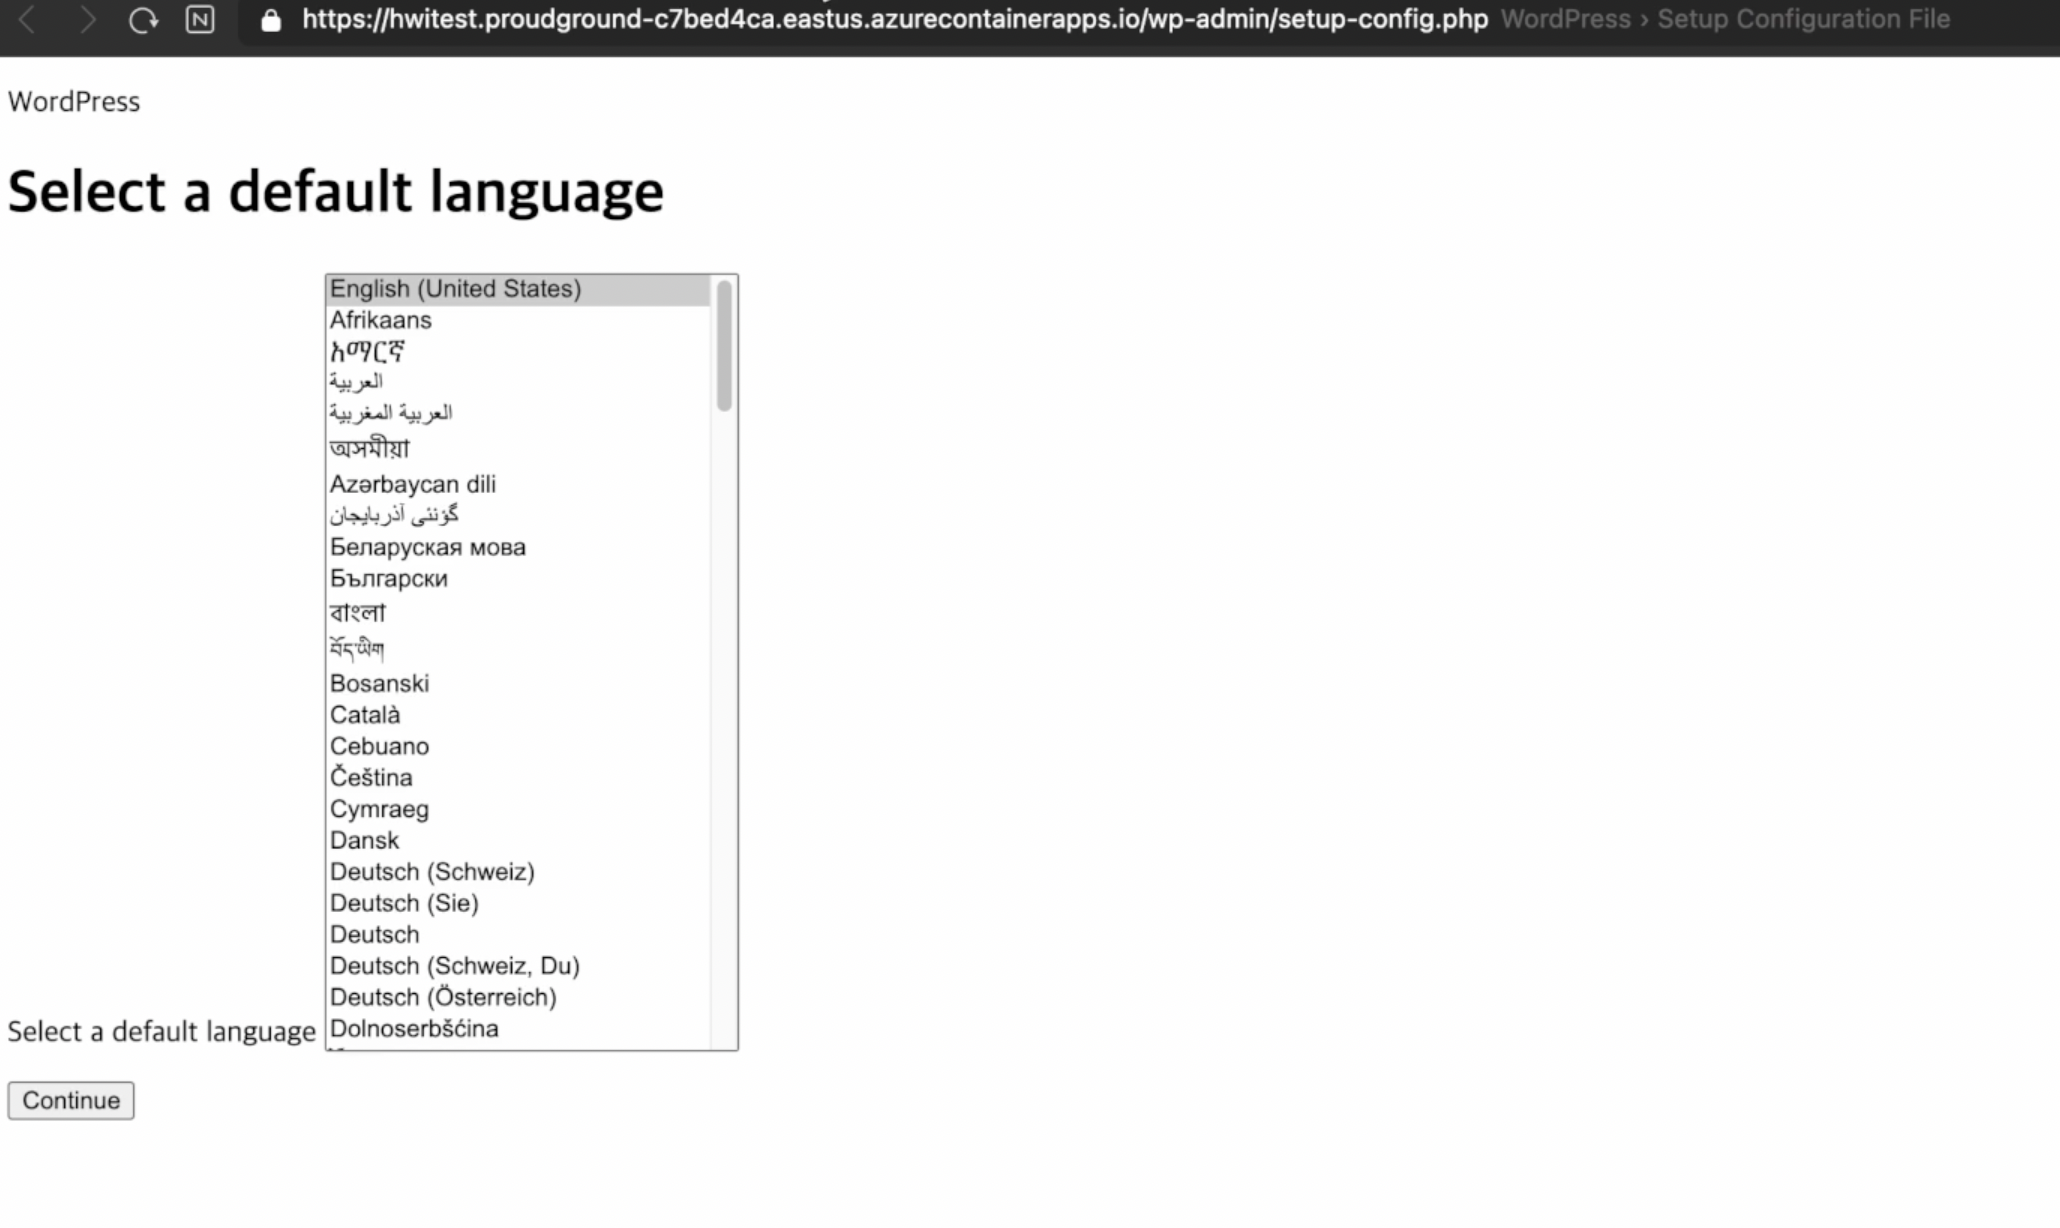 https://hwitest.proudground-c7bed4ca.eastus.azurecontainerapps.io/wp-admin/setup-config.php WordPress › Setup Configuration File
WordPress
Select a default language
English (United States)
Afrikaans
አማርኛ
العربية
العربية المغربية
অসমীয়া
Azərbaycan dili
گؤنئی آذربایجان
Беларуская мова
Български
বাংলা
བོད་ཡིག
Bosanski
Català
Cebuano
Čeština
Cymraeg
Dansk
Deutsch (Schweiz)
Deutsch (Sie)
Deutsch
Deutsch (Schweiz, Du)
Deutsch (Österreich)
Select a default language Dolnoserbšćina
Continue